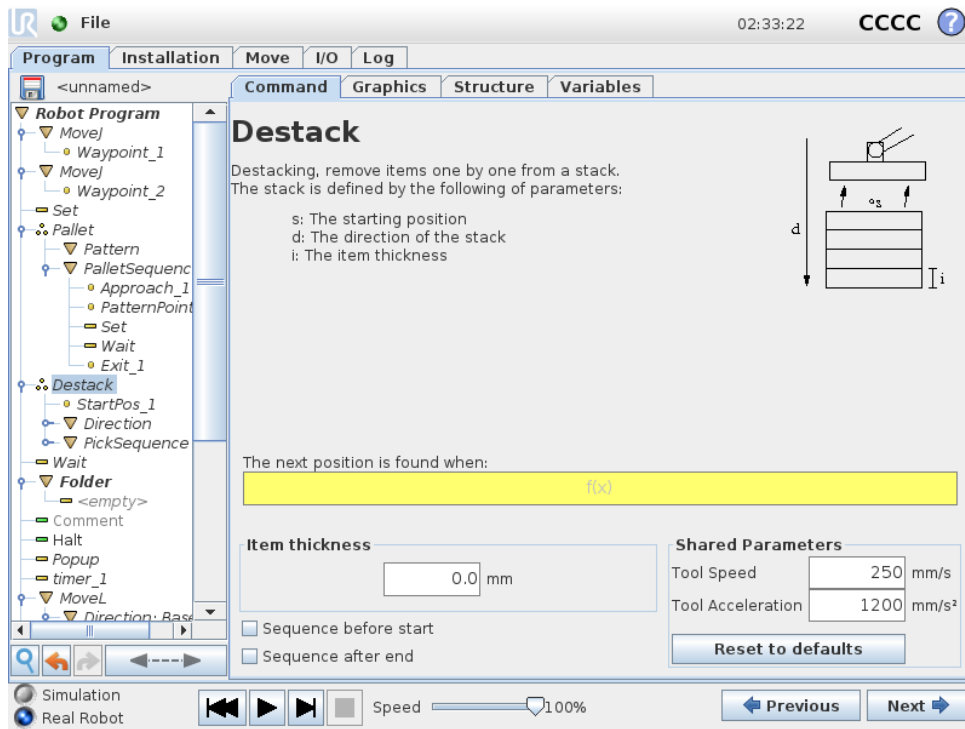 UR File 02:33:22 CCCC ?
Program Installation Move I/O Log
<unnamed>
Command Graphics Structure Variables
Robot Program
MoveJ
Waypoint_1
MoveJ
Waypoint_2
Set
Pallet
Pattern
PalletSequenc
Approach_1
PatternPoint
Set
Wait
Exit_1
Destack
StartPos_1
Direction
PickSequence
Wait
Folder
<empty>
Comment
Halt
Popup
timer_1
MoveL
Direction: Base
Destack
Destacking, remove items one by one from a stack.
The stack is defined by the following of parameters:
s: The starting position
d: The direction of the stack
i: The item thickness
s
d
i
The next position is found when:
f(x)
Item thickness
0.0 mm
Sequence before start
Sequence after end
Shared Parameters
Tool Speed 250 mm/s
Tool Acceleration 1200 mm/s²
Reset to defaults
Simulation
Real Robot
Speed 100%
Previous Next